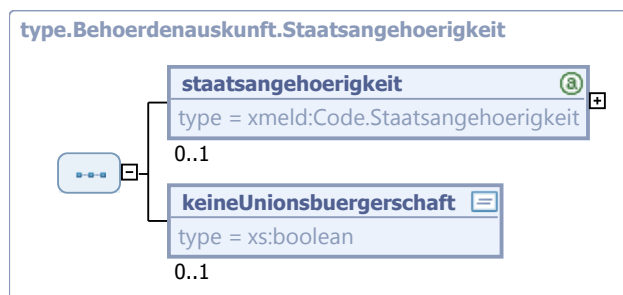 type.Behoerdenauskunft.Staatsangehoerigkeit
staatsangehoerigkeit
type = xmeld:Code.Staatsangehoerigkeit
0..1
keineUnionsbuergerschaft
type = xs:boolean
0..1